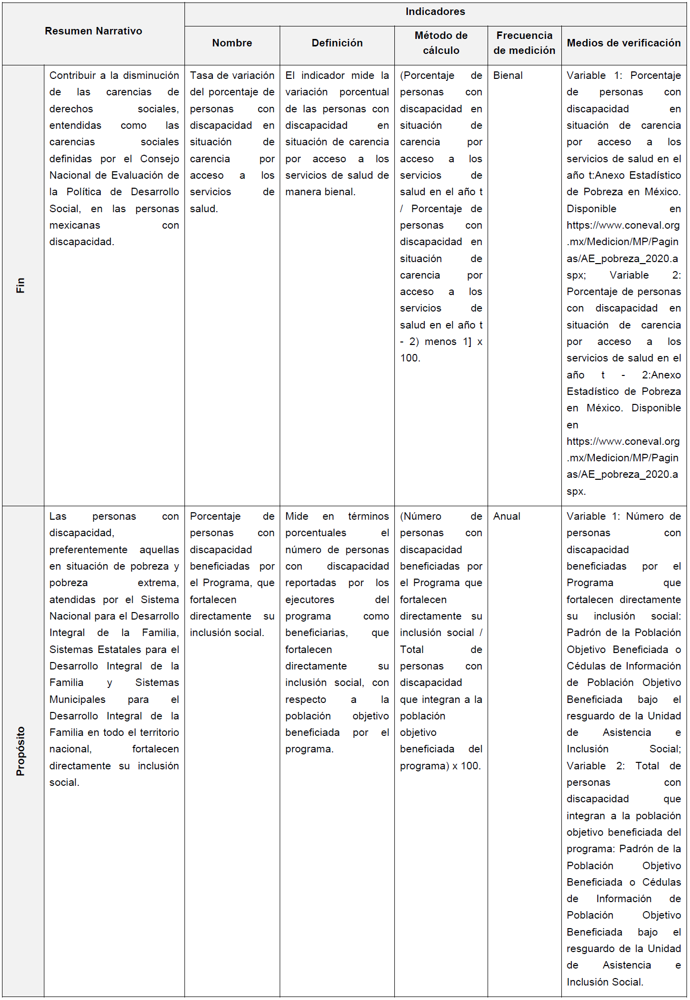 Resumen Narrativo
Indicadores
Nombre
Definición
Método de
cálculo
Frecuencia
de medición
Medios de verificación
Fin
Contribuir a la disminución
de las carencias de
derechos sociales,
entendidas como las
carencias sociales
definidas por el Consejo
Nacional de Evaluación de
la Política de Desarrollo
Social, en las personas
mexicanas con
discapacidad.
Tasa de variación
del porcentaje de
personas con
discapacidad en
situación de
carencia por
acceso a los
servicios de
salud.
El indicador mide la
variación porcentual
de las personas con
discapacidad en
situación de carencia
por acceso a los
servicios de salud de
manera bienal.
(Porcentaje de
personas con
discapacidad en
situación de
carencia por
acceso a los
servicios de
salud en el año t
/ Porcentaje de
personas con
discapacidad en
situación de
carencia por
acceso a los
servicios de
salud en el año t
- 2) menos 1] x
100.
Bienal
Variable 1: Porcentaje
de personas con
discapacidad en
situación de carencia
por acceso a los
servicios de salud en el
año t:Anexo Estadístico
de Pobreza en México.
Disponible en
https://www.coneval.org
.mx/Medicion/MP/Pagin
as/AE_pobreza_2020.a
spx; Variable 2:
Porcentaje de personas
con discapacidad en
situación de carencia
por acceso a los
servicios de salud en el
año t - 2:Anexo
Estadístico de Pobreza
en México. Disponible
en
https://www.coneval.org
.mx/Medicion/MP/Pagin
as/AE_pobreza_2020.a
spx.
Propósito
Las personas con
discapacidad,
preferentemente aquellas
en situación de pobreza y
pobreza extrema,
atendidas por el Sistema
Nacional para el Desarrollo
Integral de la Familia,
Sistemas Estatales para el
Desarrollo Integral de la
Familia y Sistemas
Municipales para el
Desarrollo Integral de la
Familia en todo el territorio
nacional, fortalecen
directamente su inclusión
social.
Porcentaje de
personas con
discapacidad
beneficiadas por
el Programa, que
fortalecen
directamente su
inclusión social.
Mide en términos
porcentuales el
número de personas
con discapacidad
reportadas por los
ejecutores del
programa como
beneficiarias, que
fortalecen
directamente su
inclusión social, con
respecto a la
población objetivo
beneficiada por el
programa.
(Número de
personas con
discapacidad
beneficiadas por
el Programa que
fortalecen
directamente su
inclusión social /
Total de
personas con
discapacidad
que integran a la
población
objetivo
beneficiada del
programa) x 100.
Anual
Variable 1: Número de
personas con
discapacidad
beneficiadas por el
Programa que
fortalecen directamente
su inclusión social:
Padrón de la Población
Objetivo Beneficiada o
Cédulas de Información
de Población Objetivo
Beneficiada bajo el
resguardo de la Unidad
de Asistencia e
Inclusión Social;
Variable 2: Total de
personas con
discapacidad que
integran a la población
objetivo beneficiada del
programa: Padrón de la
Población Objetivo
Beneficiada o Cédulas
de Información de
Población Objetivo
Beneficiada bajo el
resguardo de la Unidad
de Asistencia e
Inclusión Social.